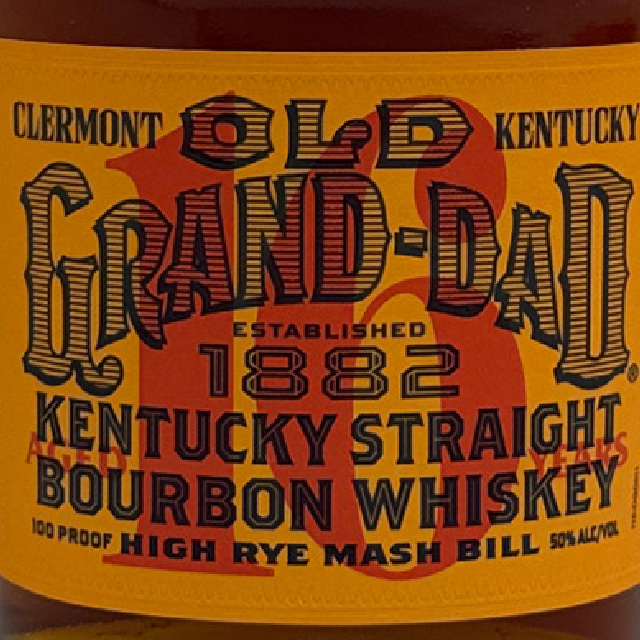 CLERMONT OLD KENTUCKY
GRAND-DAD®
ESTABLISHED
1882
KENTUCKY STRAIGHT
AGED 16 YEARS
BOURBON WHISKEY
100 PROOF HIGH RYE MASH BILL 50% ALC/VOL